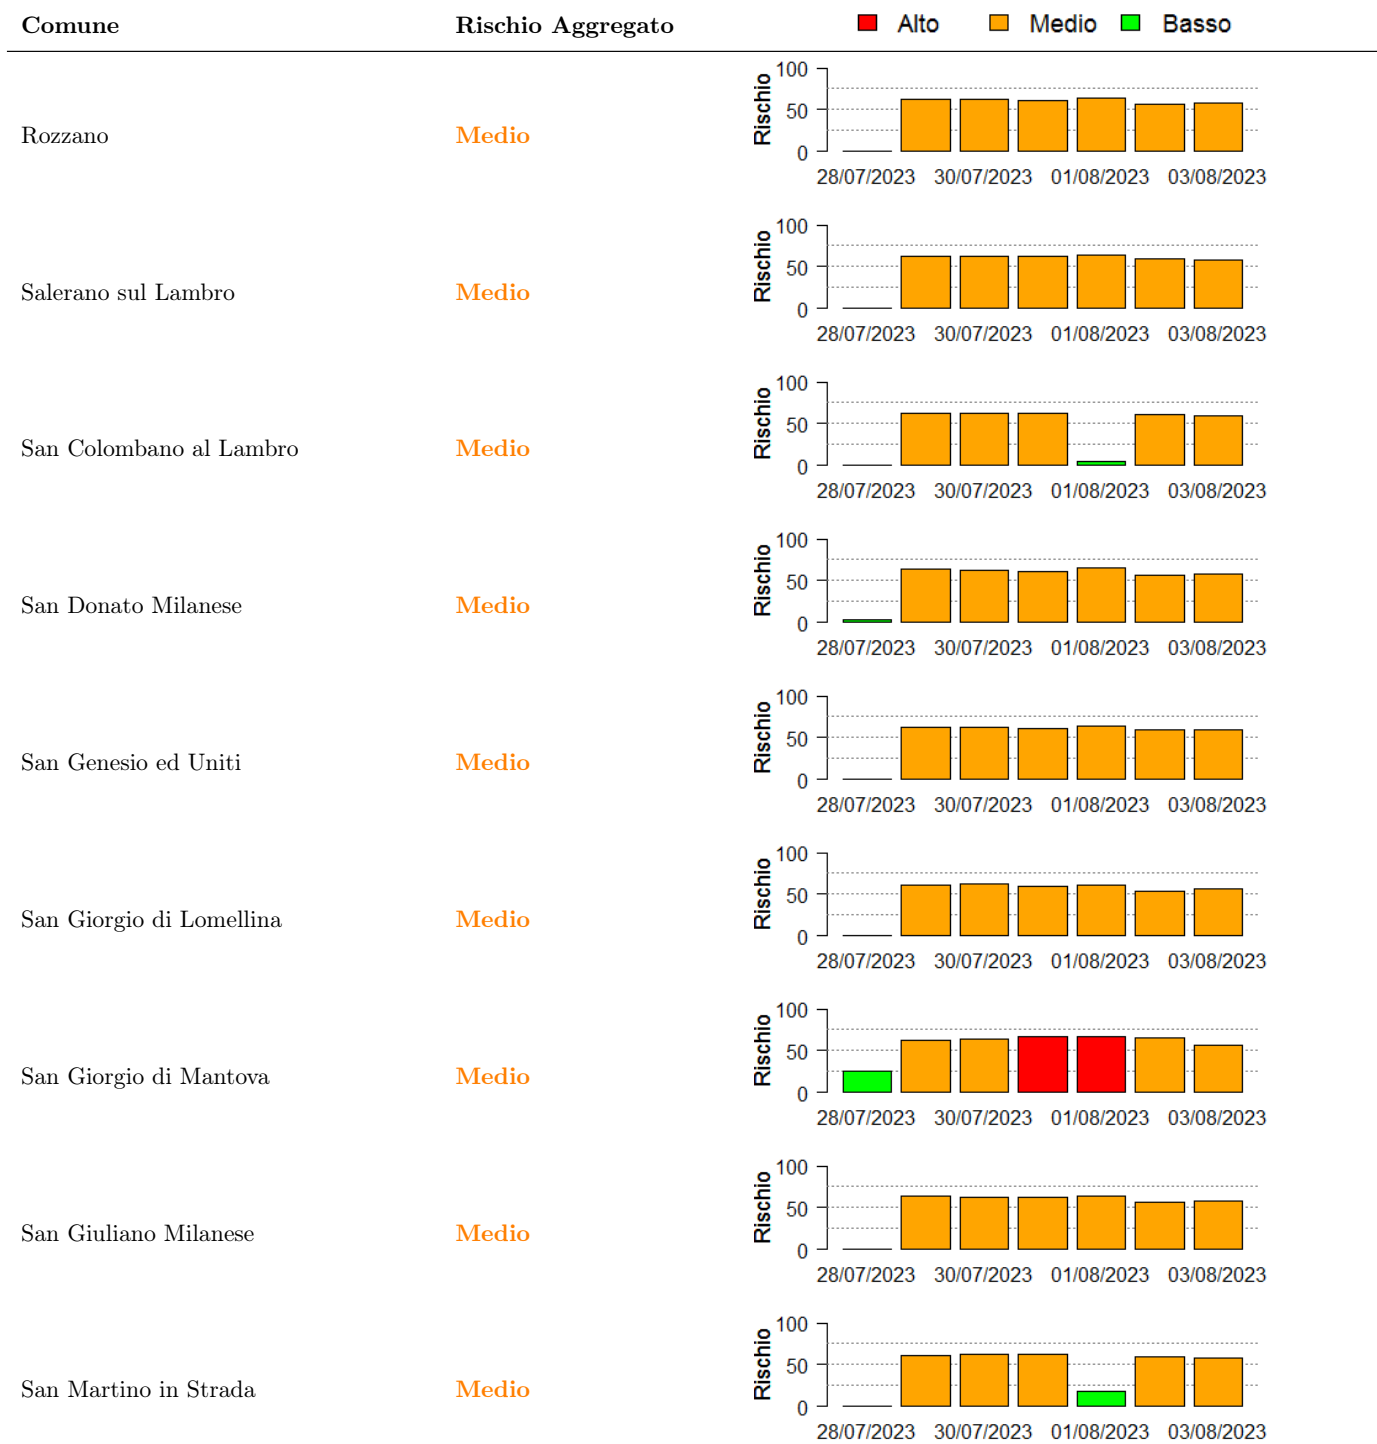 Comune Rischio Aggregato Alto Medio Basso
Rozzano Medio Rischio 100 50 0
28/07/2023 30/07/2023 01/08/2023 03/08/2023
Salerano sul Lambro Medio Rischio 100 50 0
28/07/2023 30/07/2023 01/08/2023 03/08/2023
San Colombano al Lambro Medio Rischio 100 50 0
28/07/2023 30/07/2023 01/08/2023 03/08/2023
San Donato Milanese Medio Rischio 100 50 0
28/07/2023 30/07/2023 01/08/2023 03/08/2023
San Genesio ed Uniti Medio Rischio 100 50 0
28/07/2023 30/07/2023 01/08/2023 03/08/2023
San Giorgio di Lomellina Medio Rischio 100 50 0
28/07/2023 30/07/2023 01/08/2023 03/08/2023
San Giorgio di Mantova Medio Rischio 100 50 0
28/07/2023 30/07/2023 01/08/2023 03/08/2023
San Giuliano Milanese Medio Rischio 100 50 0
28/07/2023 30/07/2023 01/08/2023 03/08/2023
San Martino in Strada Medio Rischio 100 50 0
28/07/2023 30/07/2023 01/08/2023 03/08/2023